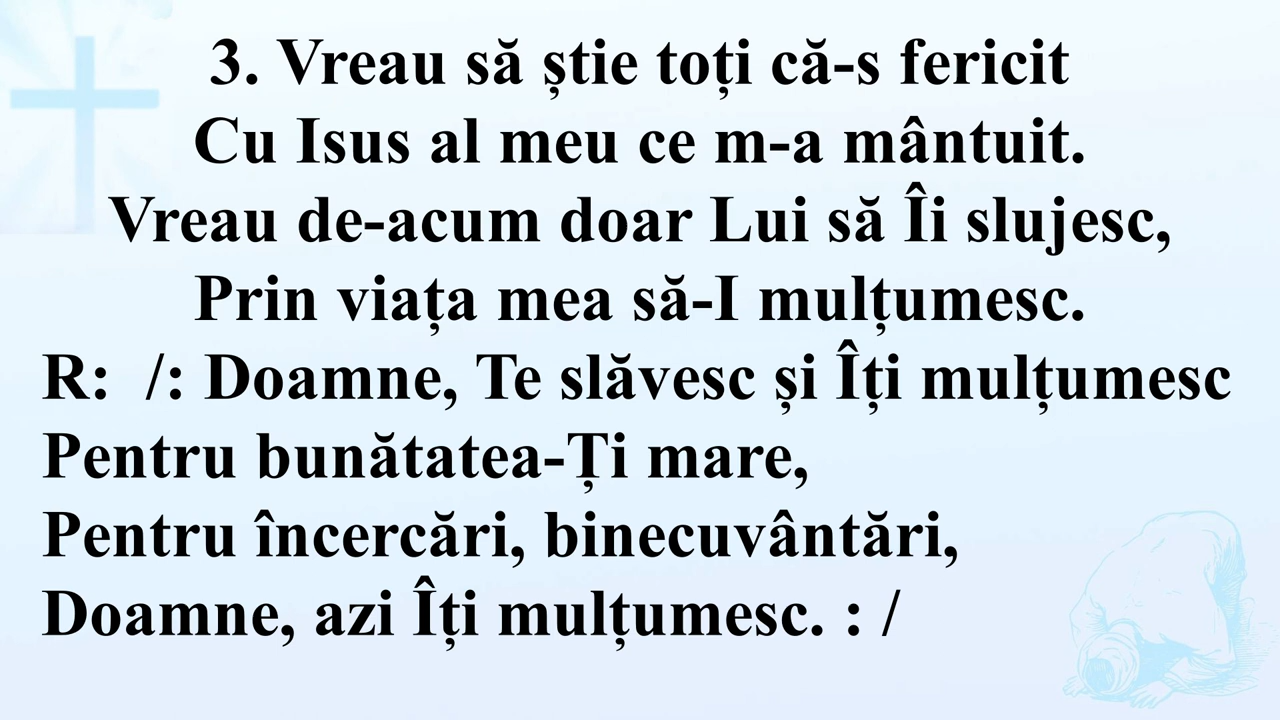 3. Vreau să știe toți că-s fericit
Cu Isus al meu ce m-a mântuit.
Vreau de-acum doar Lui să Îi slujesc,
Prin viața mea să-I mulțumesc.
R:  /: Doamne, Te slăvesc și Îți mulțumesc
Pentru bunătatea-Ți mare,
Pentru încercări, binecuvântări,
Doamne, azi Îți mulțumesc. : /